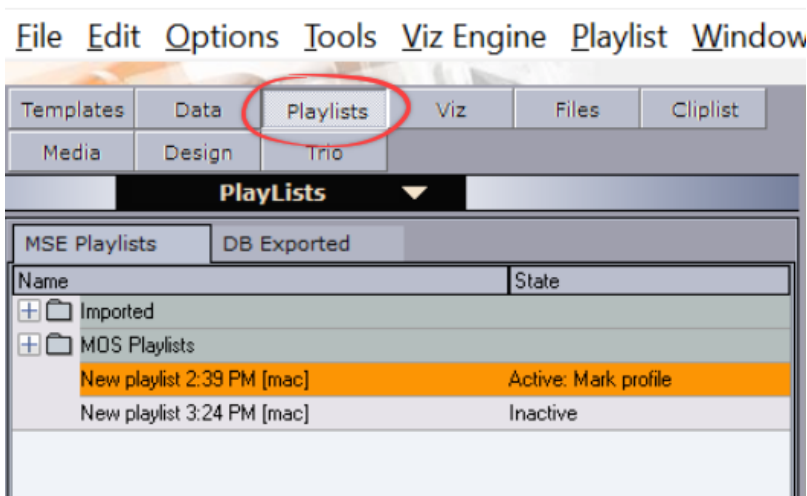 File Edit Options Tools Viz Engine Playlist Window
Templates Data Playlists Viz Files Cliplist
Media Design Trio
PlayLists
MSE Playlists DB Exported
Name State
Imported
MOS Playlists
New playlist 2:39 PM [mac] Active: Mark profile
New playlist 3:24 PM [mac] Inactive